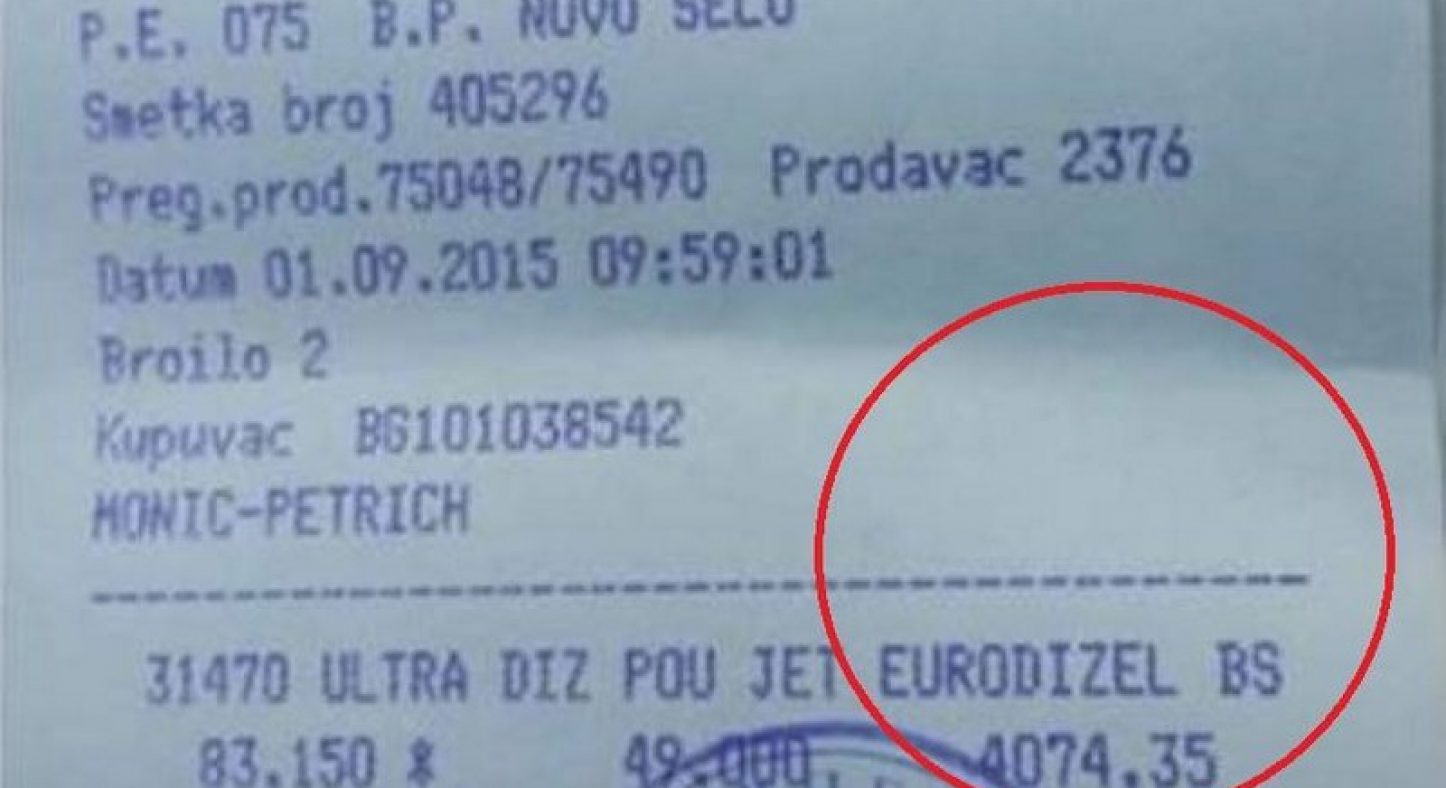 P.E. 075 B.P. NOVO SELO
Smetka broj 405296
Preg.prod.75048/75490 Prodavac 2376
Datum 01.09.2015 09:59:01
Broilo 2
Kupuvac BG101038542
MONIC-PETRICH
31470 ULTRA DIZ POU JET EURODIZEL BS
83.150 * 49.000 4074.35